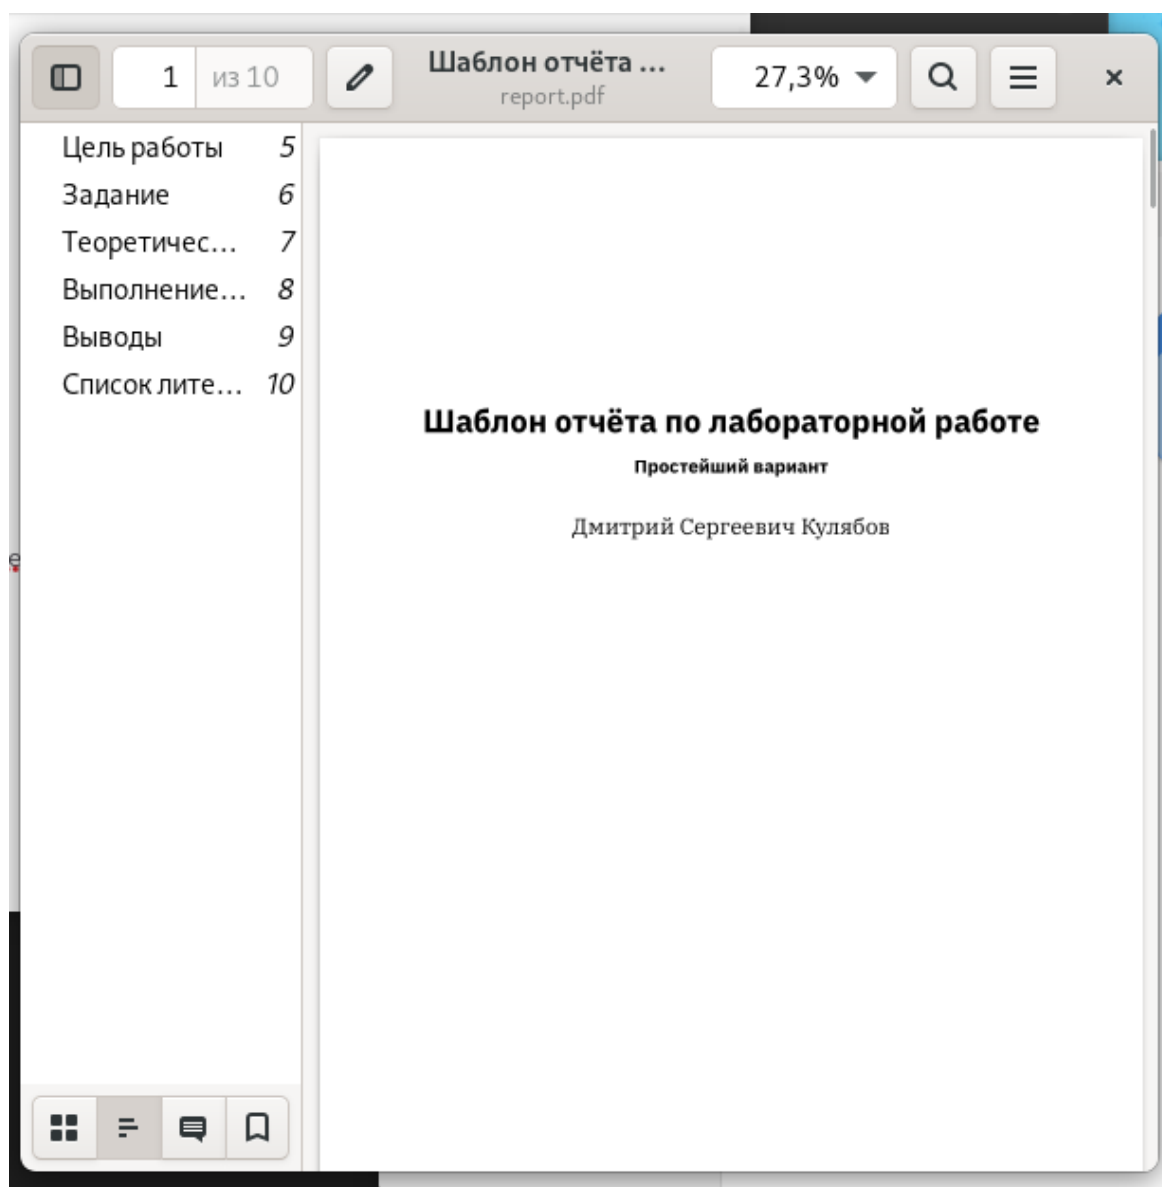 1 из 10 Шаблон отчёта ... 27,3%
report.pdf
Цель работы 5
Задание 6
Теоретичес... 7
Выполнение... 8
Выводы 9
Список лите... 10
Шаблон отчёта по лабораторной работе
Простейший вариант
Дмитрий Сергеевич Кулябов